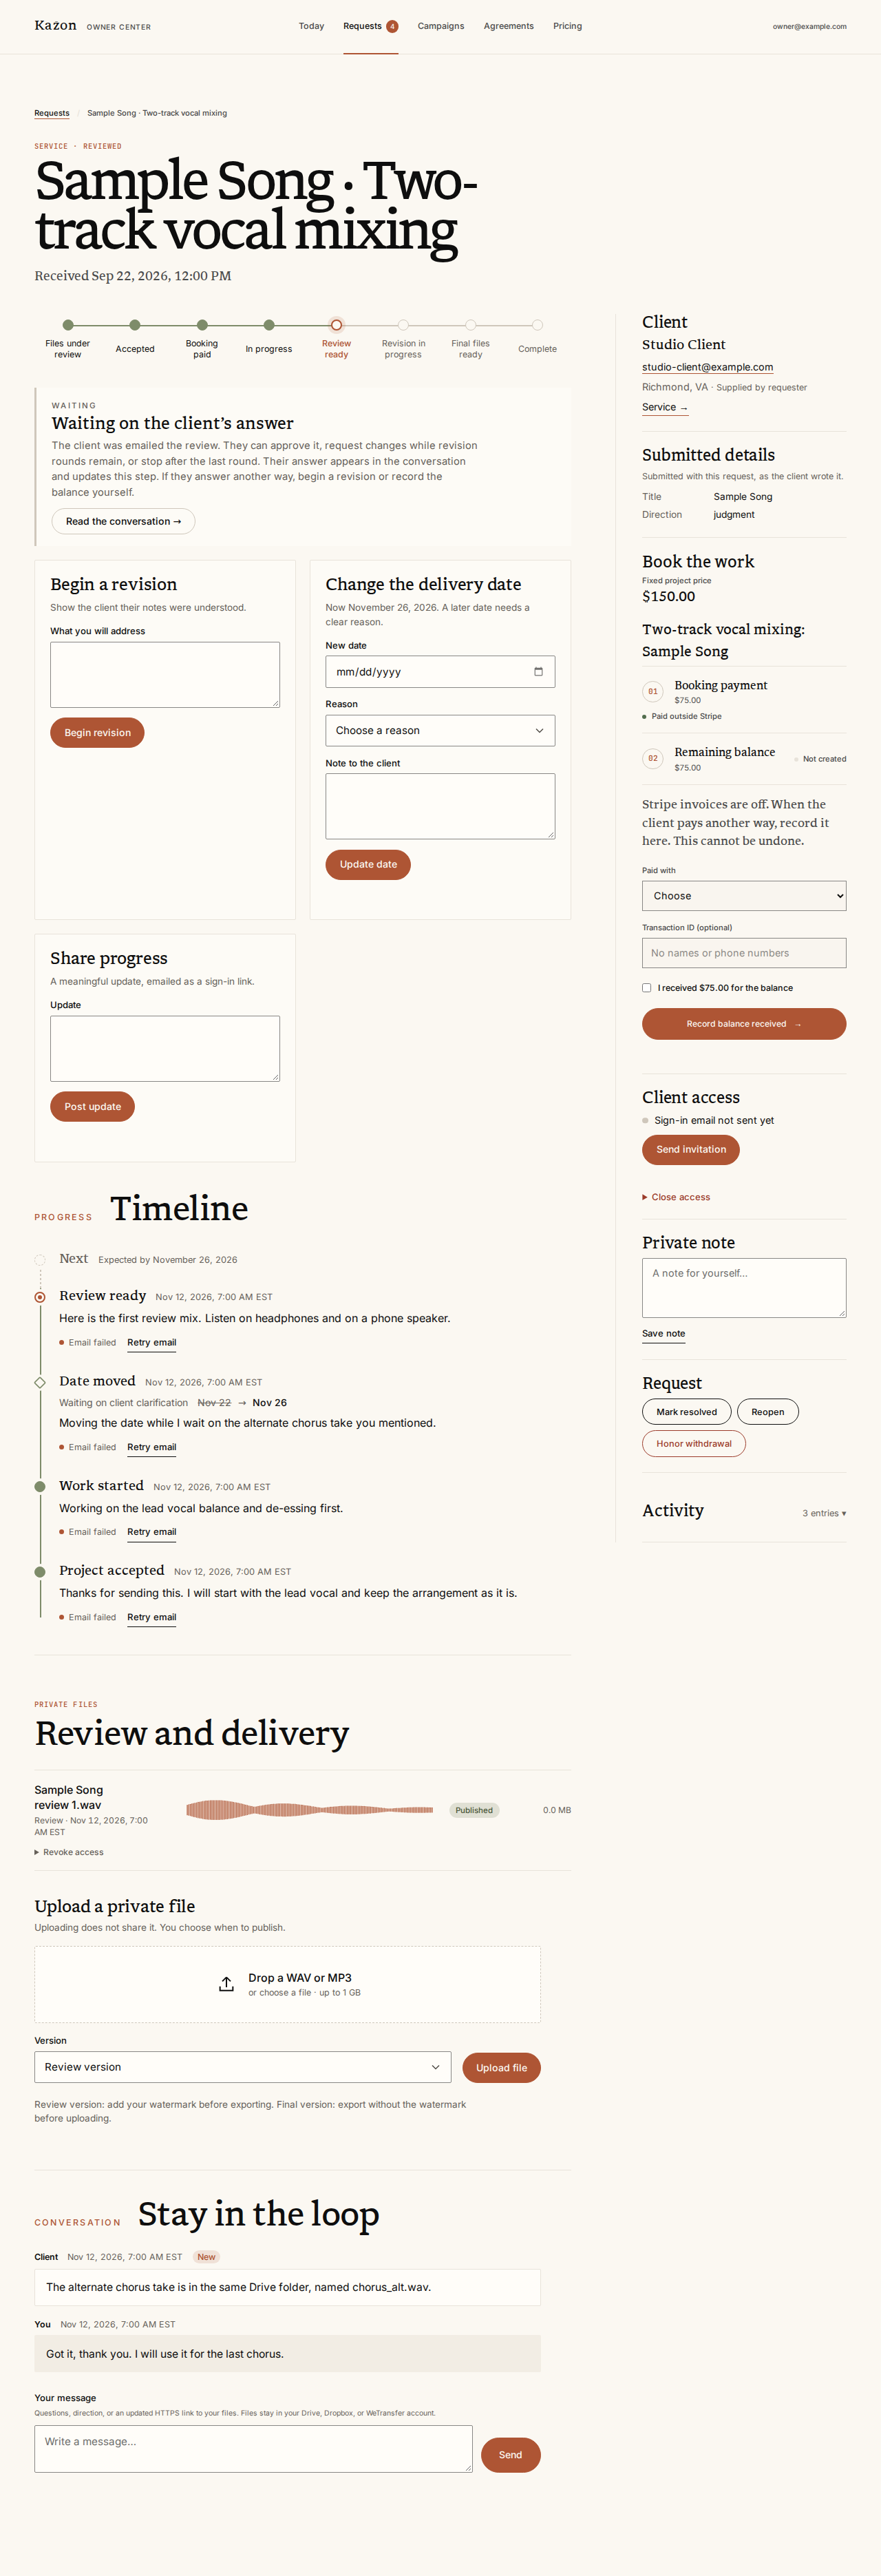 Kazon OWNER CENTER
Today Requests 4 Campaigns Agreements Pricing
owner@example.com
Requests / Sample Song · Two-track vocal mixing
SERVICE · REVIEWED
Sample Song · Two-
track vocal mixing
Received Sep 22, 2026, 12:00 PM
Files under
review
Accepted
Booking
paid
In progress
Review
ready
Revision in
progress
Final files
ready
Complete
WAITING
Waiting on the client’s answer
The client was emailed the review. They can approve it, request changes while revision
rounds remain, or stop after the last round. Their answer appears in the conversation
and updates this step. If they answer another way, begin a revision or record the
balance yourself.
Read the conversation →
Begin a revision
Show the client their notes were understood.
What you will address
Begin revision
Change the delivery date
Now November 26, 2026. A later date needs a
clear reason.
New date
mm/dd/yyyy
Reason
Choose a reason
Note to the client
Update date
Share progress
A meaningful update, emailed as a sign-in link.
Update
Post update
PROGRESS Timeline
Next Expected by November 26, 2026
Review ready Nov 12, 2026, 7:00 AM EST
Here is the first review mix. Listen on headphones and on a phone speaker.
Email failed Retry email
Date moved Nov 12, 2026, 7:00 AM EST
Waiting on client clarification Nov 22 → Nov 26
Moving the date while I wait on the alternate chorus take you mentioned.
Email failed Retry email
Work started Nov 12, 2026, 7:00 AM EST
Working on the lead vocal balance and de-essing first.
Email failed Retry email
Project accepted Nov 12, 2026, 7:00 AM EST
Thanks for sending this. I will start with the lead vocal and keep the arrangement as it is.
Email failed Retry email
PRIVATE FILES
Review and delivery
Sample Song
review 1.wav
Review · Nov 12, 2026, 7:00
AM EST
Published
0.0 MB
Revoke access
Upload a private file
Uploading does not share it. You choose when to publish.
Drop a WAV or MP3
or choose a file · up to 1 GB
Version
Review version
Upload file
Review version: add your watermark before exporting. Final version: export without the watermark
before uploading.
CONVERSATION Stay in the loop
Client Nov 12, 2026, 7:00 AM EST New
The alternate chorus take is in the same Drive folder, named chorus_alt.wav.
You Nov 12, 2026, 7:00 AM EST
Got it, thank you. I will use it for the last chorus.
Your message
Questions, direction, or an updated HTTPS link to your files. Files stay in your Drive, Dropbox, or WeTransfer account.
Write a message...
Send
Client
Studio Client
studio-client@example.com
Richmond, VA · Supplied by requester
Service →
Submitted details
Submitted with this request, as the client wrote it.
Title Sample Song
Direction judgment
Book the work
Fixed project price
$150.00
Two-track vocal mixing:
Sample Song
01 Booking payment
$75.00
Paid outside Stripe
02 Remaining balance
$75.00
Not created
Stripe invoices are off. When the
client pays another way, record it
here. This cannot be undone.
Paid with
Choose
Transaction ID (optional)
No names or phone numbers
I received $75.00 for the balance
Record balance received →
Client access
Sign-in email not sent yet
Send invitation
Close access
Private note
A note for yourself...
Save note
Request
Mark resolved Reopen
Honor withdrawal
Activity 3 entries ▾